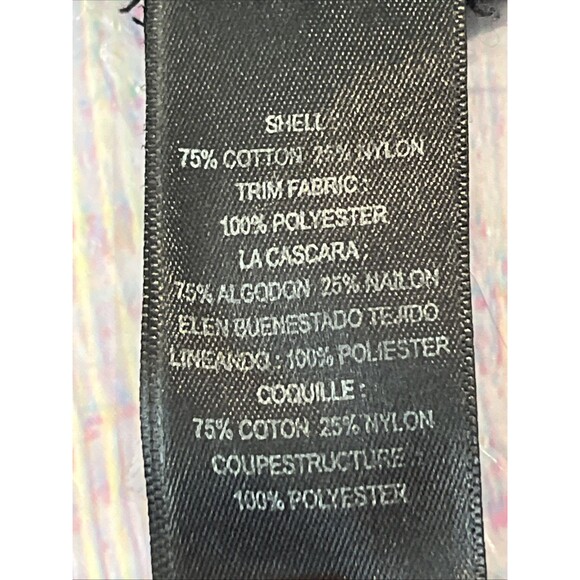 SHELL :
75% COTTON 25% NYLON
TRIM FABRIC :
100% POLYESTER
LA CASCARA :
75% ALGODON 25% NAILON
ELEN BUENESTADO TEJIDO
LINEANDO : 100% POLIESTER
COQUILLE :
75% COTON 25% NYLON
COUPESTRUCTURE :
100% POLYESTER